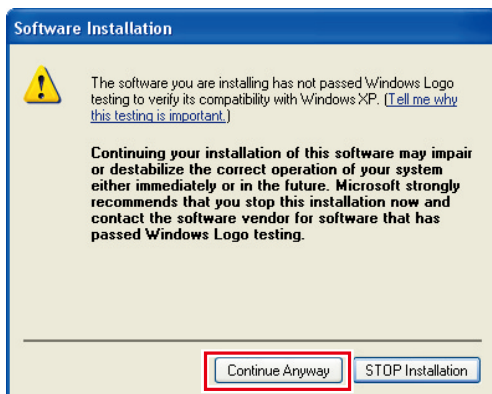 Software Installation
The software you are installing has not passed Windows Logo
testing to verify its compatibility with Windows XP. (Tell me why
this testing is important.)
Continuing your installation of this software may impair
or destabilize the correct operation of your system
either immediately or in the future. Microsoft strongly
recommends that you stop this installation now and
contact the software vendor for software that has
passed Windows Logo testing.
Continue Anyway
STOP Installation